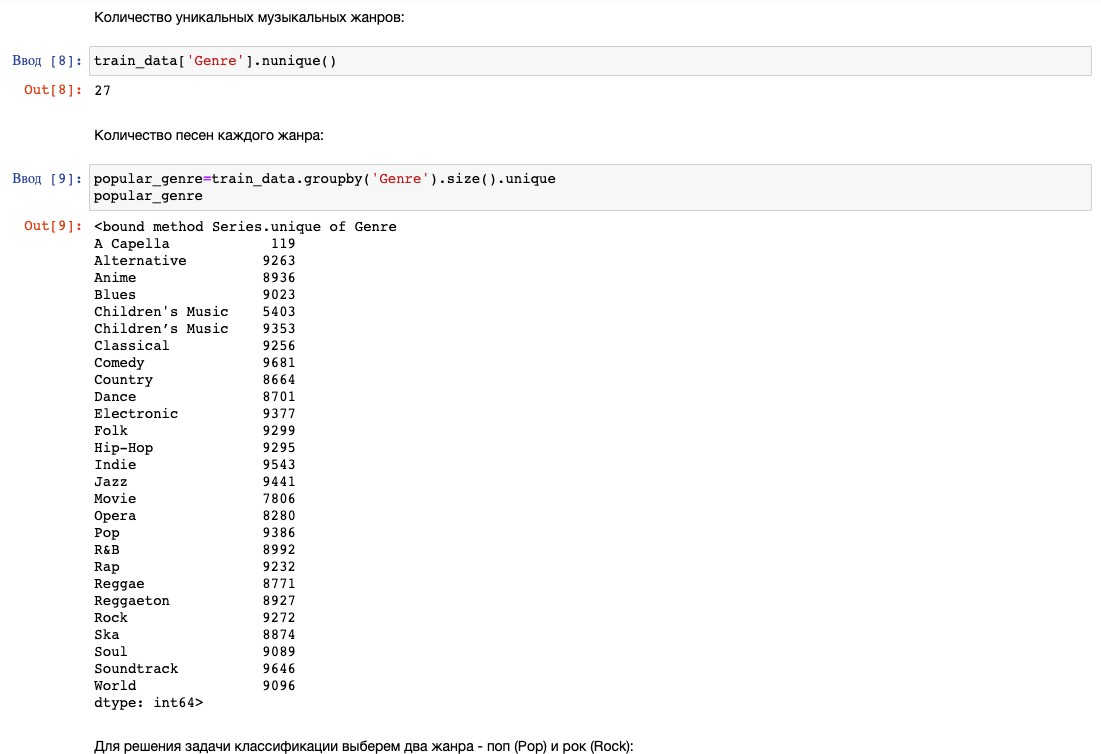 Количество уникальных музыкальных жанров:
Ввод [8]: train_data['Genre'].nunique()
Out[8]: 27
Количество песен каждого жанра:
Ввод [9]: popular_genre=train_data.groupby('Genre').size().unique
popular_genre
Out[9]: <bound method Series.unique of Genre
A Capella 119
Alternative 9263
Anime 8936
Blues 9023
Children's Music 5403
Children’s Music 9353
Classical 9256
Comedy 9681
Country 8664
Dance 8701
Electronic 9377
Folk 9299
Hip-Hop 9295
Indie 9543
Jazz 9441
Movie 7806
Opera 8280
Pop 9386
R&B 8992
Rap 9232
Reggae 8771
Reggaeton 8927
Rock 9272
Ska 8874
Soul 9089
Soundtrack 9646
World 9096
dtype: int64>
Для решения задачи классификации выберем два жанра - поп (Pop) и рок (Rock):